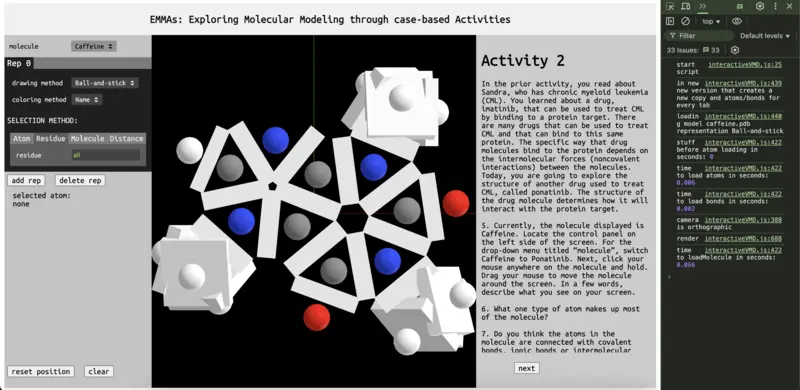 EMMAs: Exploring Molecular Modeling through case-based Activities
molecule
Caffeine
Rep 0
drawing method
Ball-and-stick
coloring method
Name
SELECTION METHOD:
Atom Residue Molecule Distance
residue
all
add rep
delete rep
selected atom:
none
reset position
clear
Activity 2
In the prior activity, you read about
Sandra, who has chronic myeloid leukemia
(CML). You learned about a drug,
imatinib, that can be used to treat CML
by binding to a protein target. There
are many drugs that can be used to treat
CML and that can bind to this same
protein. The specific way that drug
molecules bind to the protein depends on
the intermolecular forces (noncovalent
interactions) between the molecules.
Today, you are going to explore the
structure of another drug used to treat
CML, called ponatinib. The structure of
the drug molecule determines how it will
interact with the protein target.
5. Currently, the molecule displayed is
Caffeine. Locate the control panel on
the left side of the screen. For the
drop-down menu titled "molecule", switch
Caffeine to Ponatinib. Next, click your
mouse anywhere on the molecule and hold.
Drag your mouse to move the molecule
around the screen. In a few words,
describe what you see on your screen.
6. What one type of atom makes up most
of the molecule?
7. Do you think the atoms in the
molecule are connected with covalent
bonds, ionic bonds or intermolecular
next
top
Filter
Default levels
33 Issues: 33
start interactiveVMD.js:25
script
in new interactiveVMD.js:439
new version that creates a
new copy and atoms/bonds for
every tab
loadin interactiveVMD.js:440
g model caffeine.pdb
representation Ball-and-stick
stuff interactiveVMD.js:422
before atom loading in
seconds: 0
time interactiveVMD.js:422
to load atoms in seconds:
0.006
time interactiveVMD.js:422
to load bonds in seconds:
0.002
camera interactiveVMD.js:388
is orthographic
render interactiveVMD.js:688
time interactiveVMD.js:422
to loadMolecule in seconds:
0.066